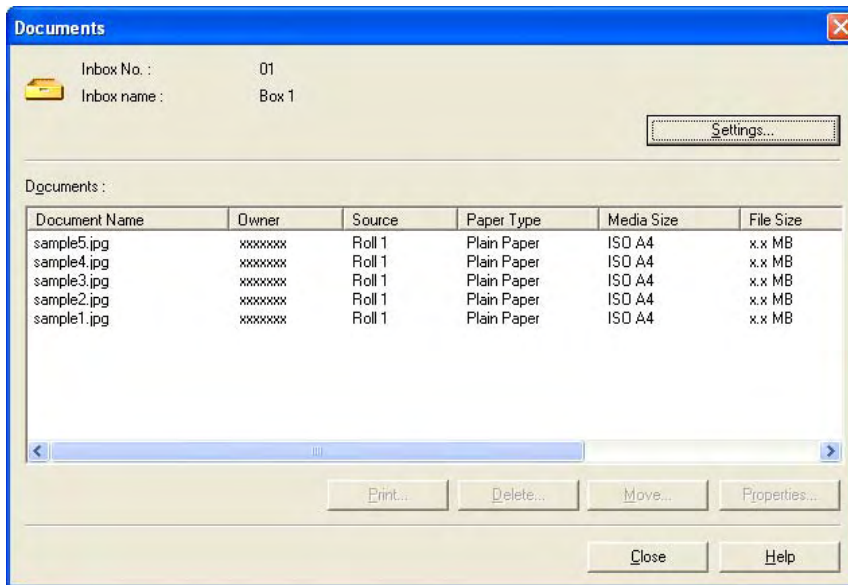 Documents
Inbox No. : 01
Inbox name : Box 1
Settings...
Documents :
Document Name Owner Source Paper Type Media Size File Size
sample5.jpg xxxxxxx Roll 1 Plain Paper ISO A4 x.x MB
sample4.jpg xxxxxxx Roll 1 Plain Paper ISO A4 x.x MB
sample3.jpg xxxxxxx Roll 1 Plain Paper ISO A4 x.x MB
sample2.jpg xxxxxxx Roll 1 Plain Paper ISO A4 x.x MB
sample1.jpg xxxxxxx Roll 1 Plain Paper ISO A4 x.x MB
Print... Delete... Move... Properties...
Close Help